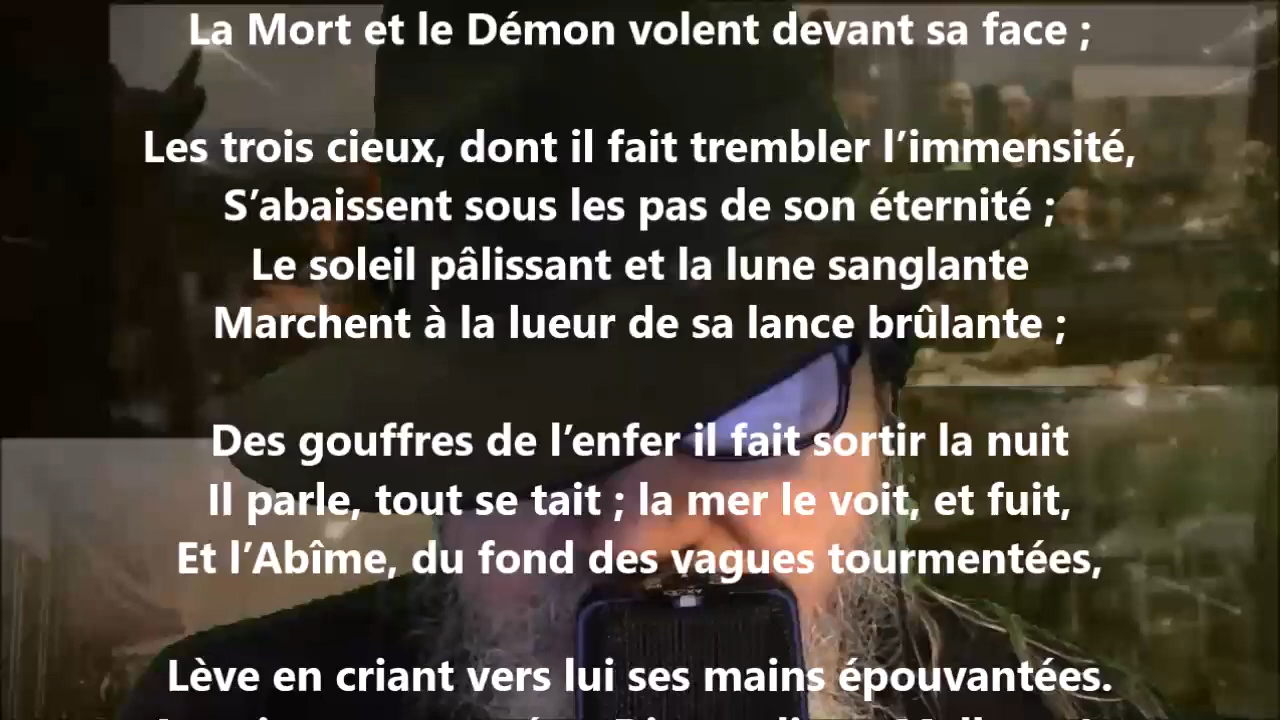 La Mort et le Démon volent devant sa face ;
Les trois cieux, dont il fait trembler l’immensité,
S’abaissent sous les pas de son éternité ;
Le soleil pâlissant et la lune sanglante
Marchent à la lueur de sa lance brûlante ;
Des gouffres de l’enfer il fait sortir la nuit
Il parle, tout se tait ; la mer le voit, et fuit,
Et l’Abîme, du fond des vagues tourmentées,
Lève en criant vers lui ses mains épouvantées.